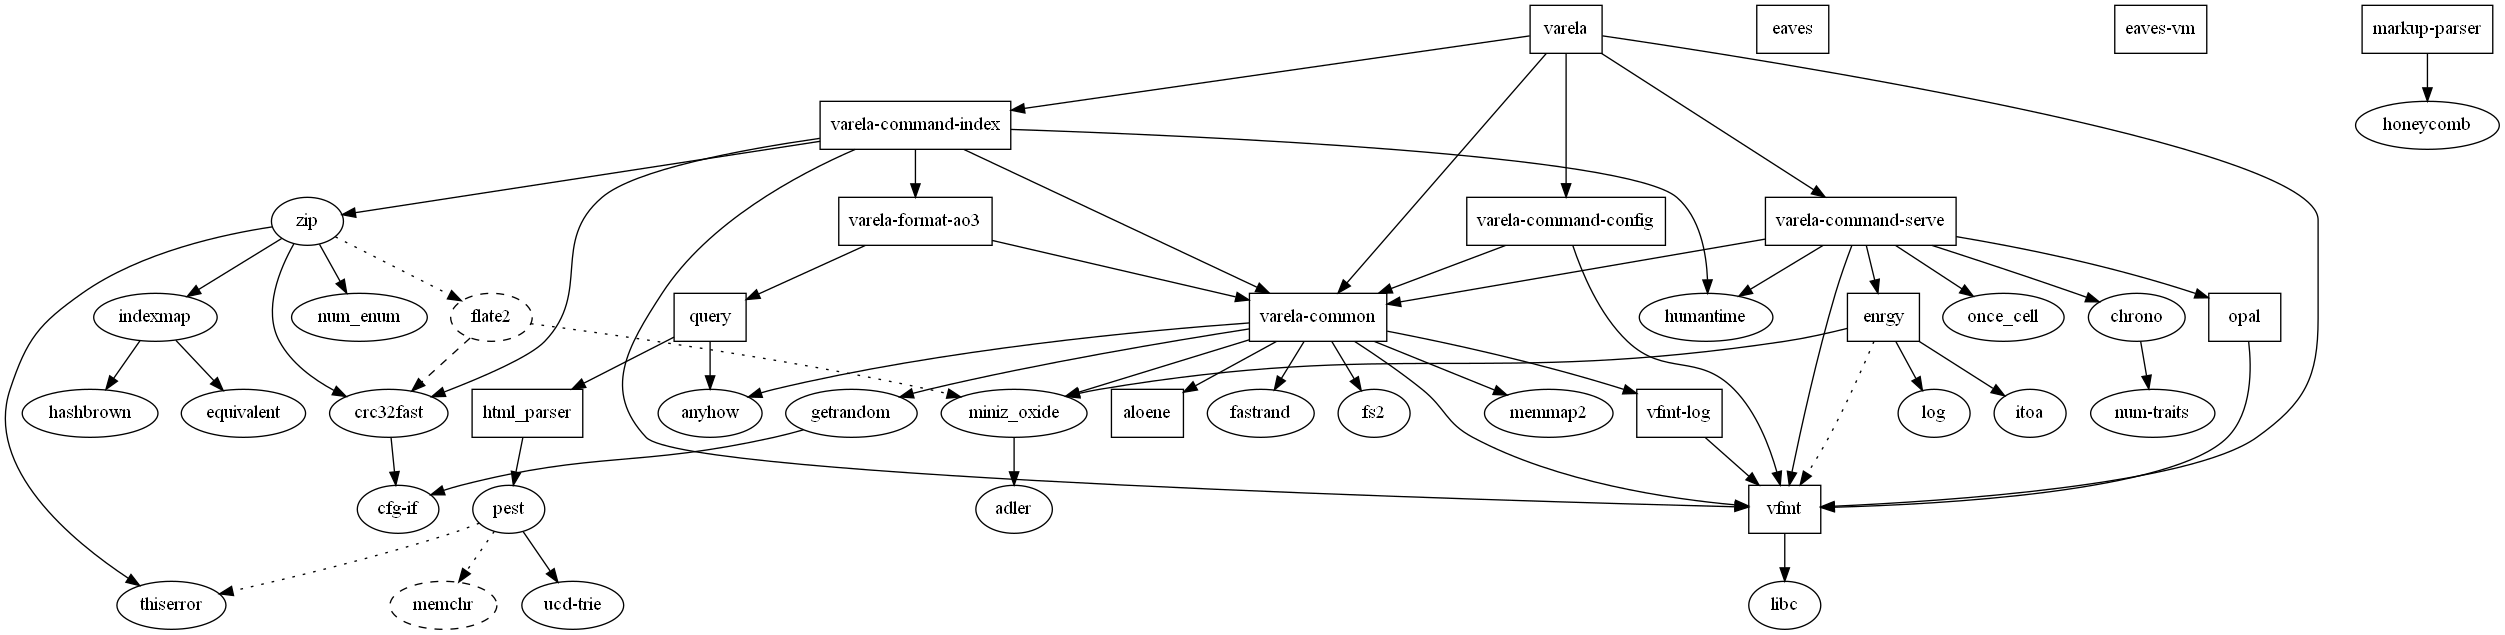 varela
eaves
eaves-vm
markup-parser
varela-command-index
honeycomb
zip
varela-format-ao3
varela-command-config
varela-command-serve
indexmap
num_enum
flate2
query
varela-common
humantime
enrgy
once_cell
chrono
opal
hashbrown
equivalent
crc32fast
html_parser
anyhow
getrandom
miniz_oxide
aloene
fastrand
fs2
memmap2
vfmt-log
log
itoa
num-traits
cfg-if
pest
adler
vfmt
thiserror
memchr
ucd-trie
libc